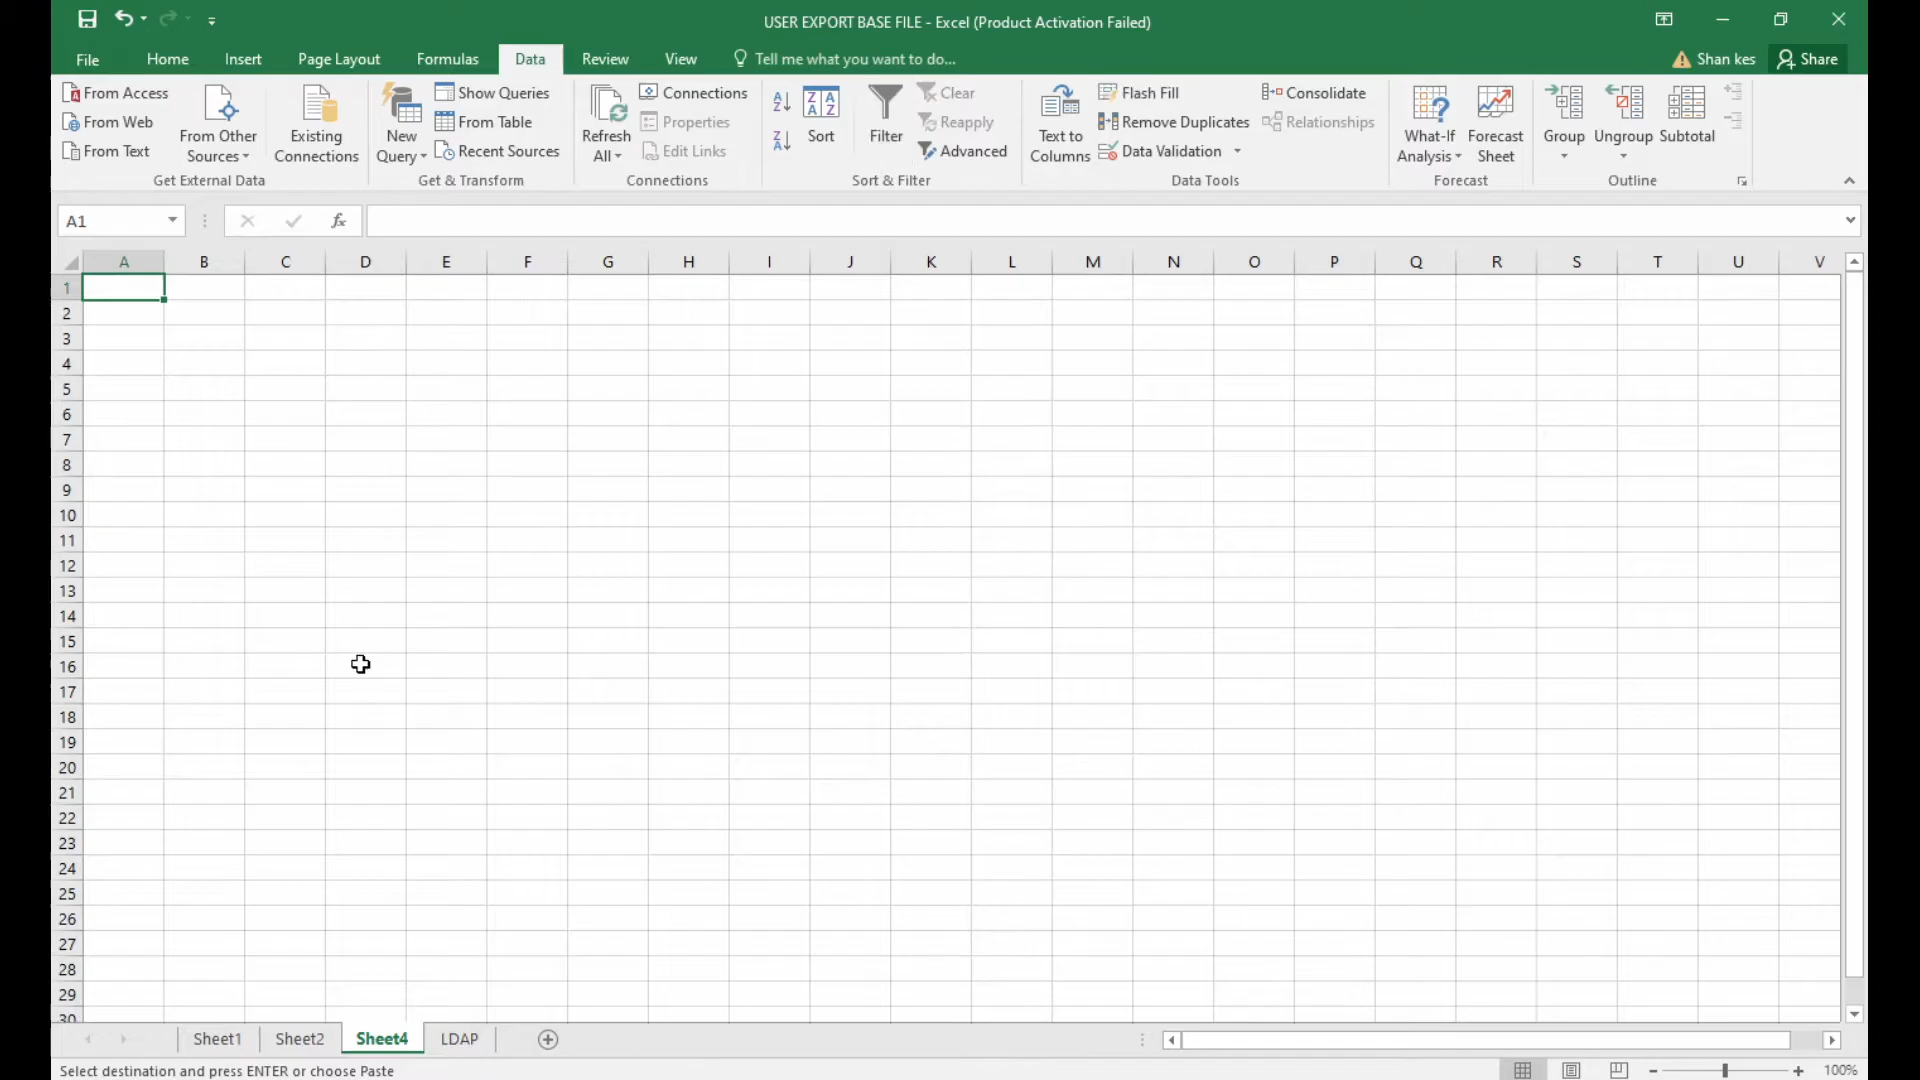 USER EXPORT BASE FILE - Excel (Product Activation Failed)
File Home Insert Page Layout Formulas Data Review View Tell me what you want to do... Shan kes Share
From Access
From Web
From Text
From Other Sources
Existing Connections
Get External Data
New Query
Show Queries
From Table
Recent Sources
Get & Transform
Refresh All
Connections
Properties
Edit Links
Connections
Sort
Filter
Clear
Reapply
Advanced
Sort & Filter
Text to Columns
Flash Fill
Remove Duplicates
Data Validation
Consolidate
Relationships
Data Tools
What-If Analysis
Forecast Sheet
Forecast
Group
Ungroup
Subtotal
Outline
A1 fx
A B C D E F G H I J K L M N O P Q R S T U V
1
2
3
4
5
6
7
8
9
10
11
12
13
14
15
16
17
18
19
20
21
22
23
24
25
26
27
28
29
30
Sheet1 Sheet2 Sheet4 LDAP
Select destination and press ENTER or choose Paste 100%